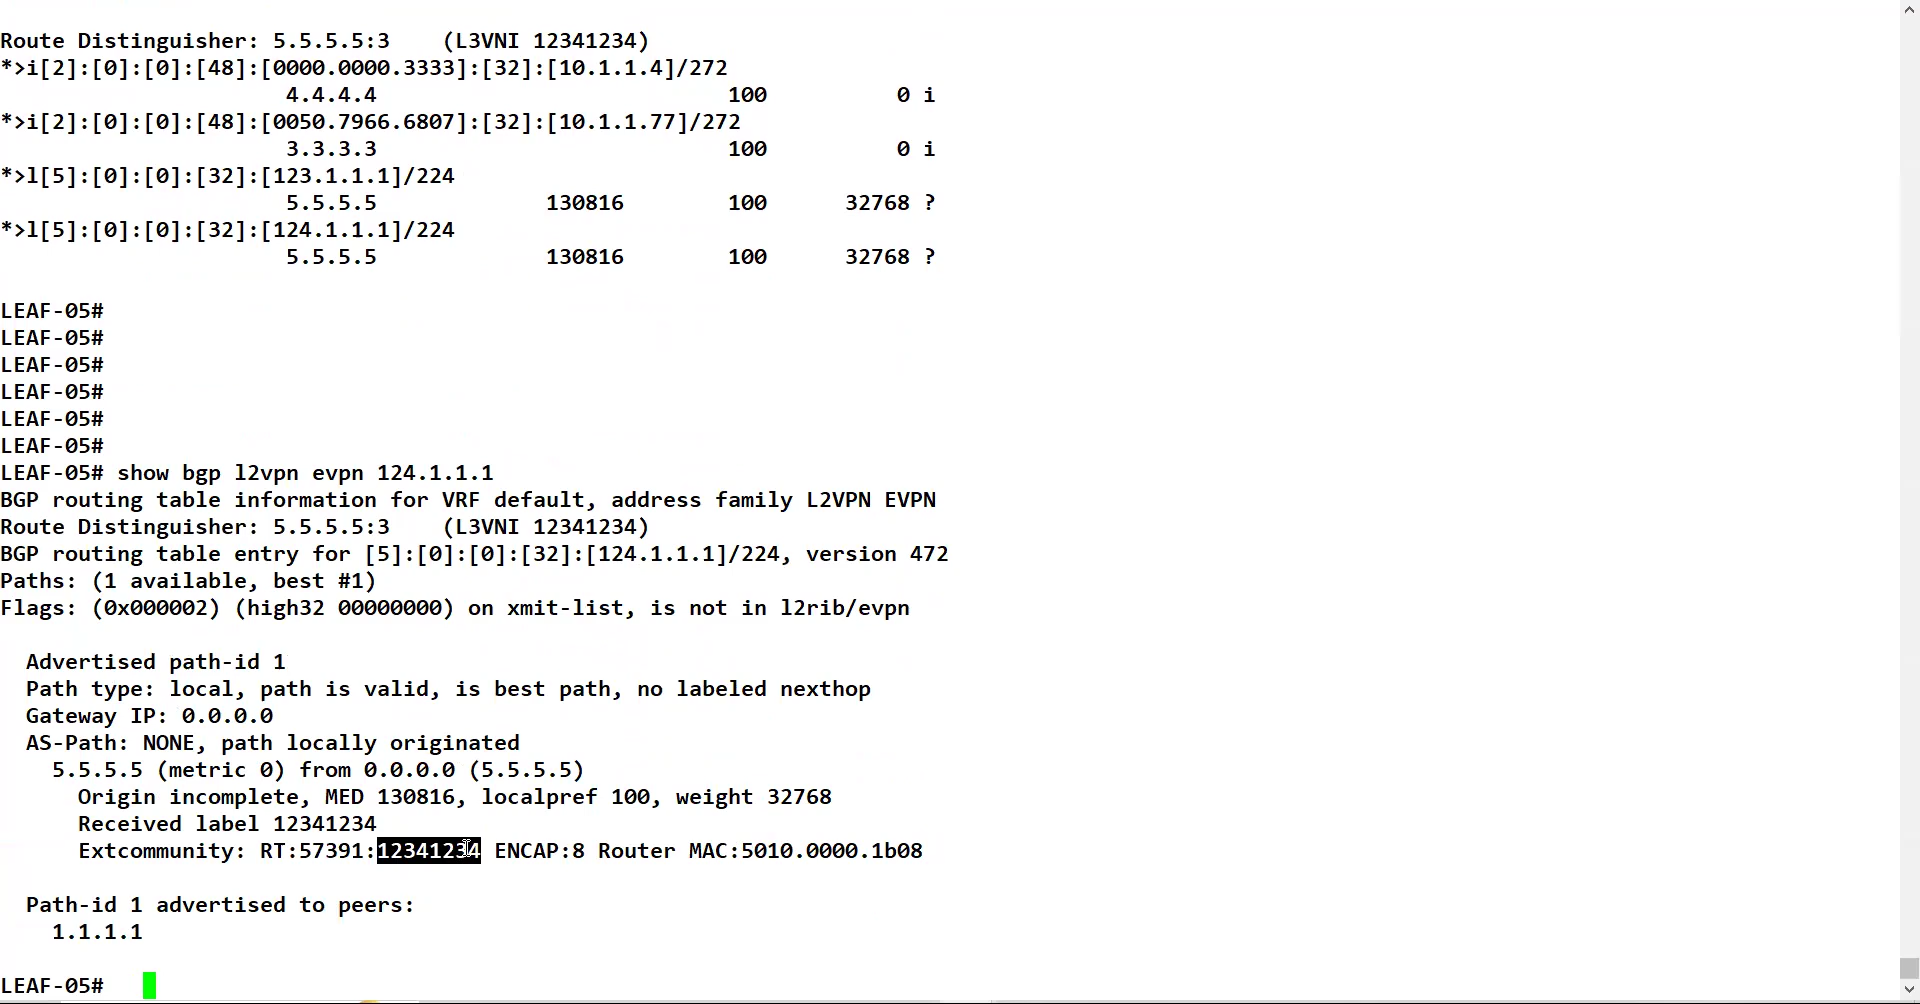 Route Distinguisher: 5.5.5.5:3    (L3VNI 12341234)
*>i[2]:[0]:[0]:[48]:[0000.0000.3333]:[32]:[10.1.1.4]/272
                      4.4.4.4                           100          0 i
*>i[2]:[0]:[0]:[48]:[0050.7966.6807]:[32]:[10.1.1.77]/272
                      3.3.3.3                           100          0 i
*>l[5]:[0]:[0]:[32]:[123.1.1.1]/224
                      5.5.5.5             130816        100      32768 ?
*>l[5]:[0]:[0]:[32]:[124.1.1.1]/224
                      5.5.5.5             130816        100      32768 ?

LEAF-05#
LEAF-05#
LEAF-05#
LEAF-05#
LEAF-05#
LEAF-05#
LEAF-05# show bgp l2vpn evpn 124.1.1.1
BGP routing table information for VRF default, address family L2VPN EVPN
Route Distinguisher: 5.5.5.5:3    (L3VNI 12341234)
BGP routing table entry for [5]:[0]:[0]:[32]:[124.1.1.1]/224, version 472
Paths: (1 available, best #1)
Flags: (0x000002) (high32 00000000) on xmit-list, is not in l2rib/evpn

  Advertised path-id 1
  Path type: local, path is valid, is best path, no labeled nexthop
  Gateway IP: 0.0.0.0
  AS-Path: NONE, path locally originated
    5.5.5.5 (metric 0) from 0.0.0.0 (5.5.5.5)
      Origin incomplete, MED 130816, localpref 100, weight 32768
      Received label 12341234
      Extcommunity: RT:57391:12341234 ENCAP:8 Router MAC:5010.0000.1b08

  Path-id 1 advertised to peers:
    1.1.1.1

LEAF-05#